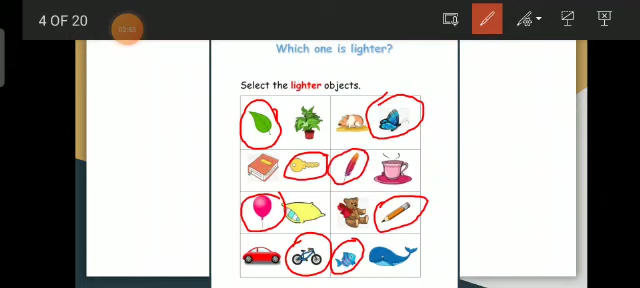 4 OF 20
Which one is lighter?
Select the lighter objects.